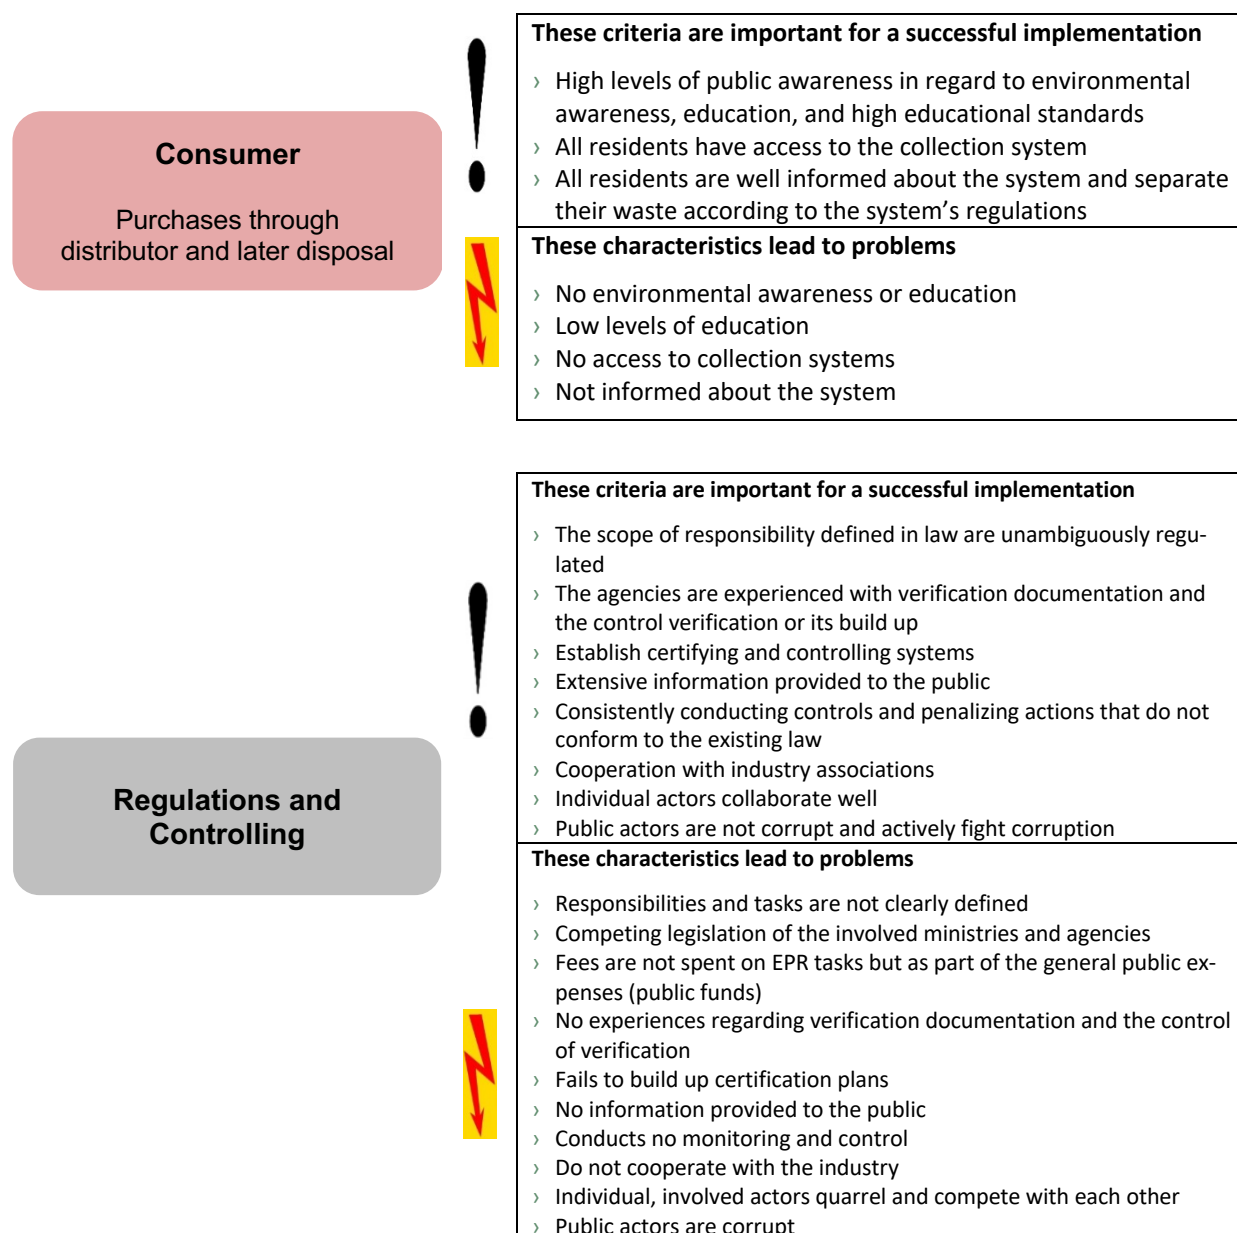 Consumer
Purchases through
distributor and later disposal
These criteria are important for a successful implementation
› High levels of public awareness in regard to environmental
awareness, education, and high educational standards
› All residents have access to the collection system
› All residents are well informed about the system and separate
their waste according to the system’s regulations
These characteristics lead to problems
› No environmental awareness or education
› Low levels of education
› No access to collection systems
› Not informed about the system
Regulations and
Controlling
These criteria are important for a successful implementation
› The scope of responsibility defined in law are unambiguously regu-
lated
› The agencies are experienced with verification documentation and
the control verification or its build up
› Establish certifying and controlling systems
› Extensive information provided to the public
› Consistently conducting controls and penalizing actions that do not
conform to the existing law
› Cooperation with industry associations
› Individual actors collaborate well
› Public actors are not corrupt and actively fight corruption
These characteristics lead to problems
› Responsibilities and tasks are not clearly defined
› Competing legislation of the involved ministries and agencies
› Fees are not spent on EPR tasks but as part of the general public ex-
penses (public funds)
› No experiences regarding verification documentation and the control
of verification
› Fails to build up certification plans
› No information provided to the public
› Conducts no monitoring and control
› Do not cooperate with the industry
› Individual, involved actors quarrel and compete with each other
› Public actors are corrupt